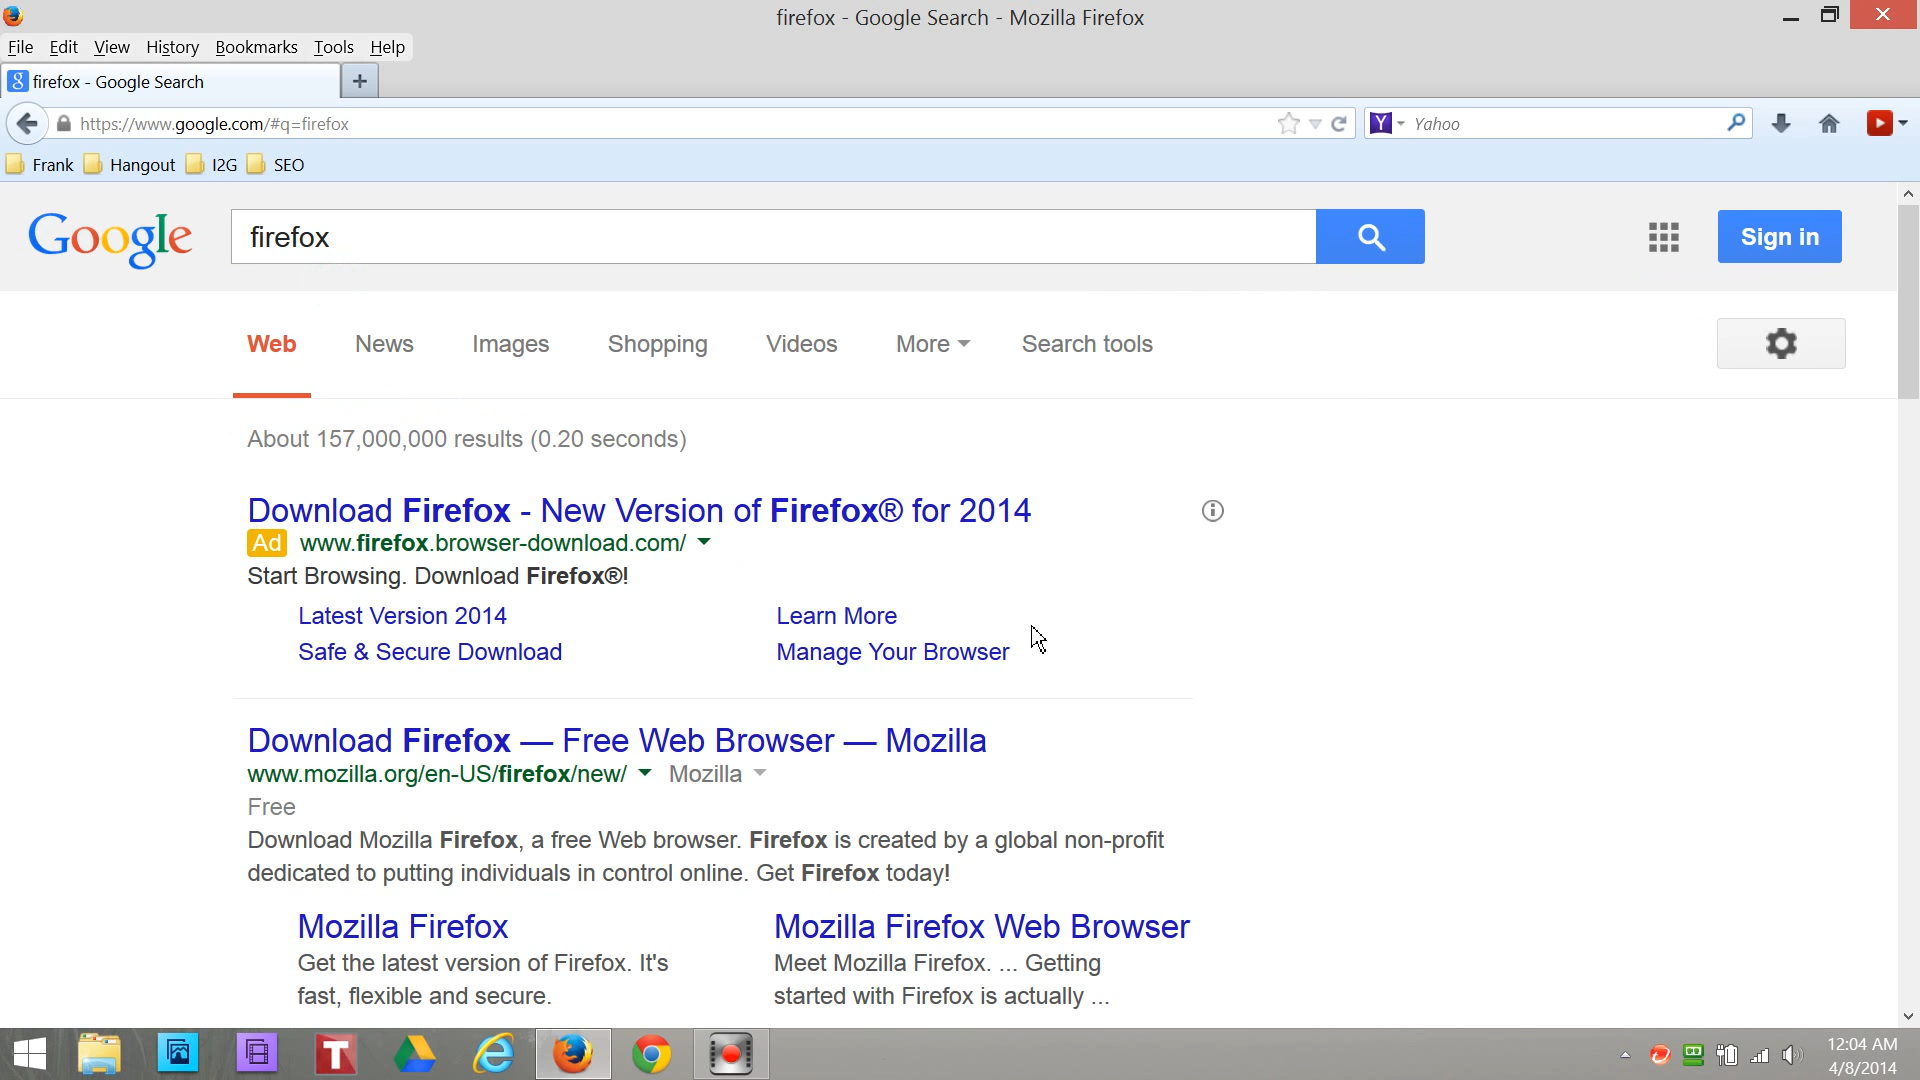 firefox - Google Search - Mozilla Firefox
File Edit View History Bookmarks Tools Help
firefox - Google Search
https://www.google.com/#q=firefox
Yahoo
Frank Hangout I2G SEO
Google firefox Sign in
Web News Images Shopping Videos More Search tools
About 157,000,000 results (0.20 seconds)
Download Firefox - New Version of Firefox® for 2014
Ad www.firefox.browser-download.com/
Start Browsing. Download Firefox®!
Latest Version 2014 Learn More
Safe & Secure Download Manage Your Browser
Download Firefox — Free Web Browser — Mozilla
www.mozilla.org/en-US/firefox/new/ Mozilla
Free
Download Mozilla Firefox, a free Web browser. Firefox is created by a global non-profit
dedicated to putting individuals in control online. Get Firefox today!
Mozilla Firefox Mozilla Firefox Web Browser
Get the latest version of Firefox. It's Meet Mozilla Firefox. ... Getting
fast, flexible and secure. started with Firefox is actually ...
12:04 AM
4/8/2014